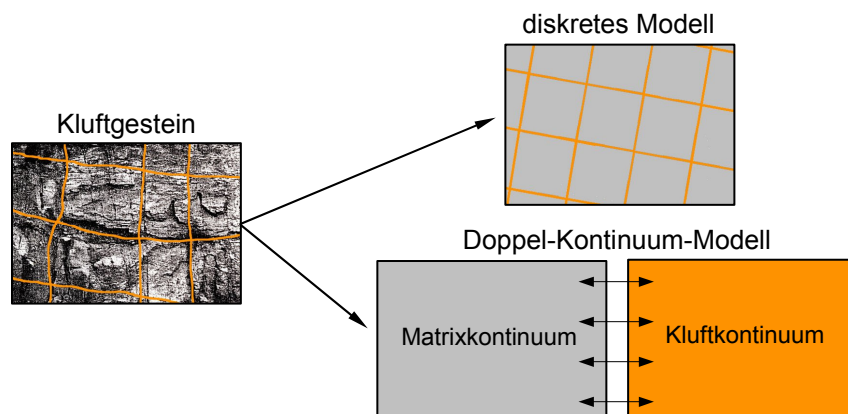 diskretes Modell
Kluftgestein
Doppel-Kontinuum-Modell
Matrixkontinuum
Kluftkontinuum